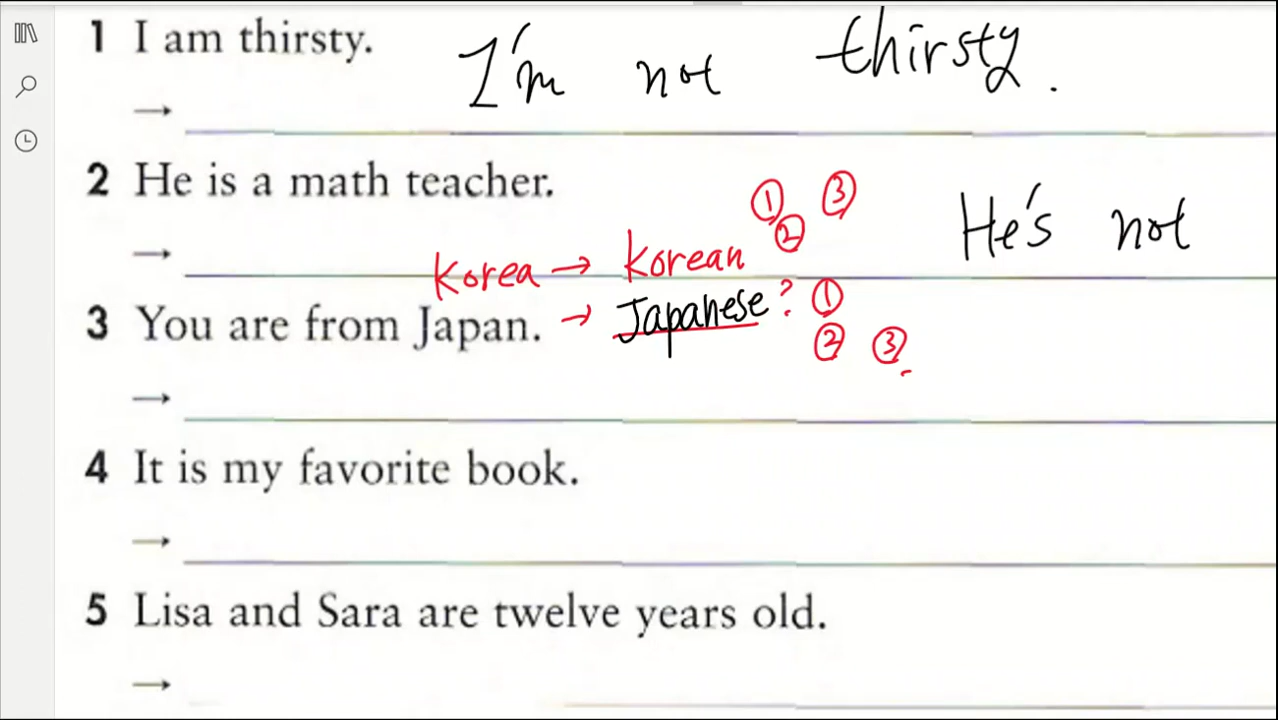 1 I am thirsty.
I'm not thirsty.
→
2 He is a math teacher.
① ③
②
He's not
→
Korea → Korean
3 You are from Japan. → Japanese? ①
② ③
→
4 It is my favorite book.
→
5 Lisa and Sara are twelve years old.
→